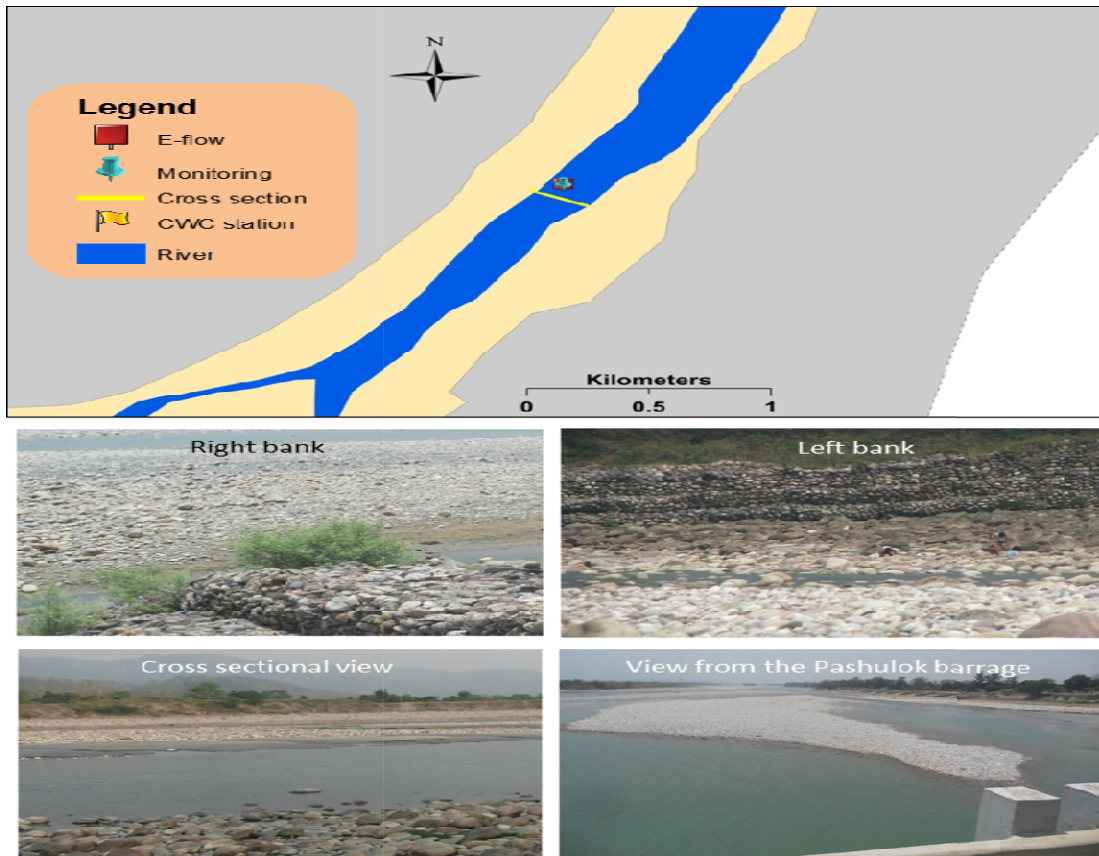 N
Legend
E-flow
Monitoring
Cross section
CWC station
River
Kilometers
0 0.5 1
Right bank
Left bank
Cross sectional view
View from the Pashulok barrage